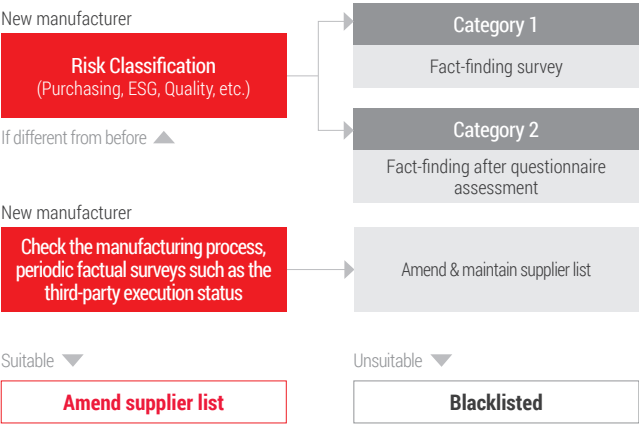 New manufacturer
Risk Classification
(Purchasing, ESG, Quality, etc.)
If different from before
Category 1
Fact-finding survey
Category 2
Fact-finding after questionnaire
assessment
New manufacturer
Check the manufacturing process,
periodic factual surveys such as the
third-party execution status
Amend & maintain supplier list
Suitable
Amend supplier list
Unsuitable
Blacklisted